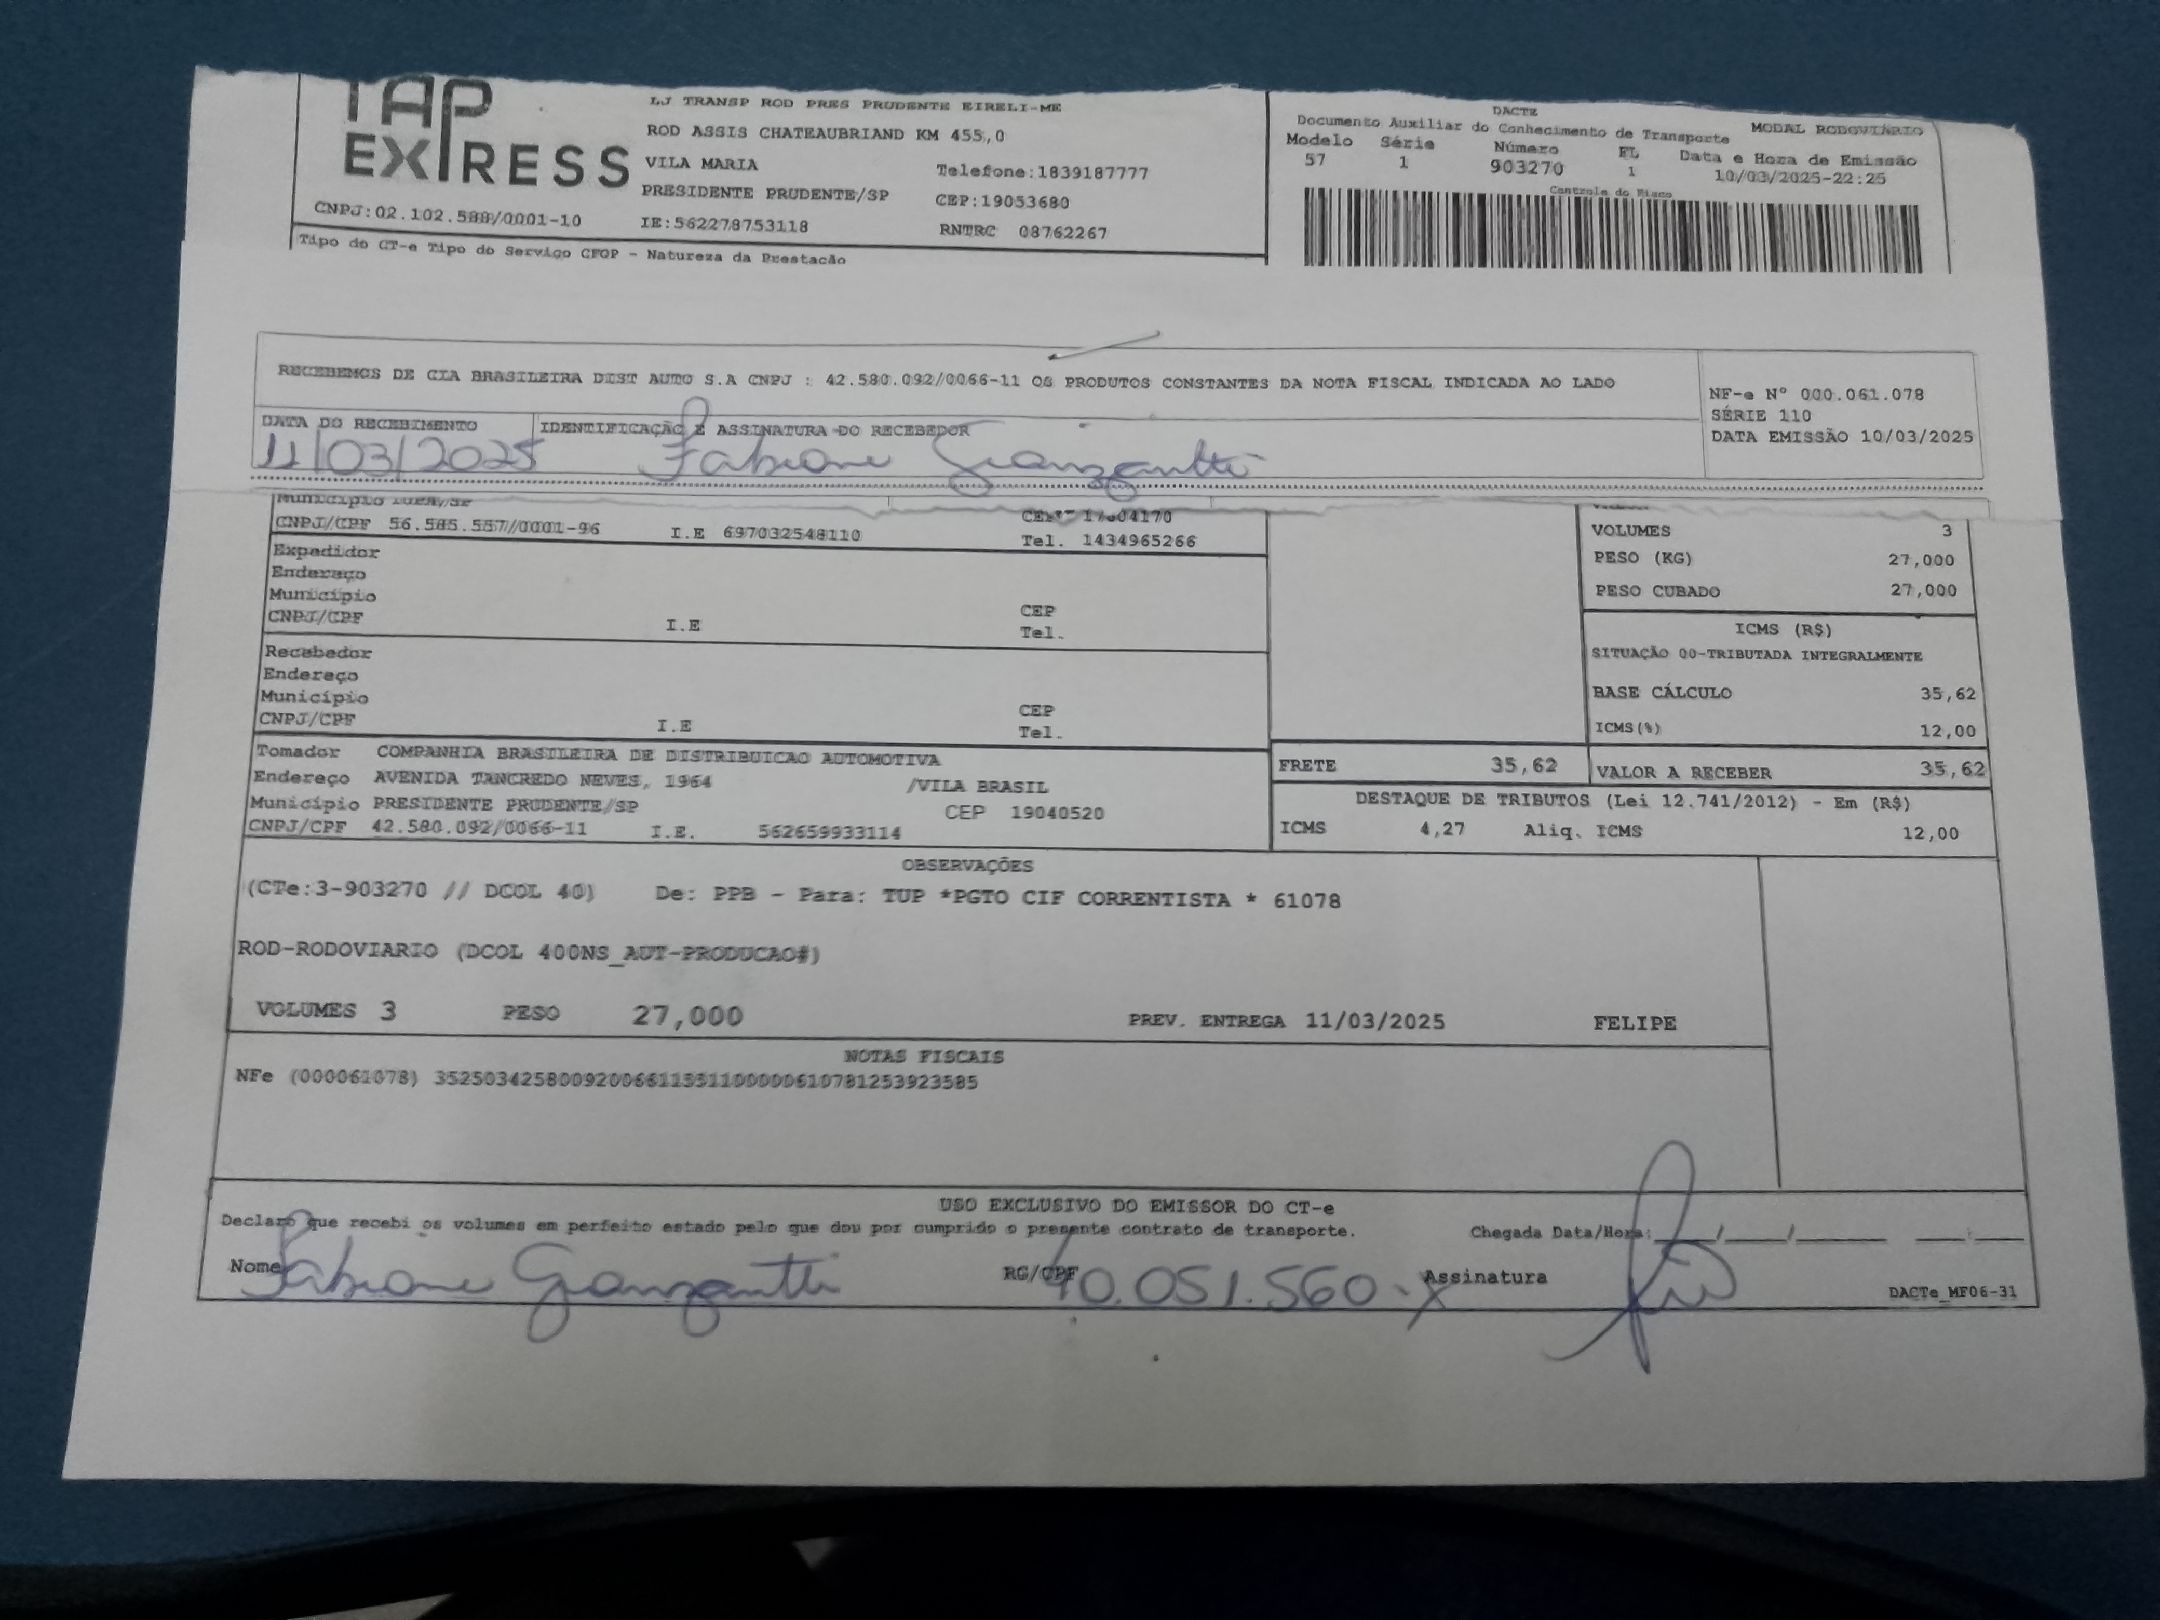 TAP
EXPRESS
LJ TRANSP ROD PRES PRUDENTE EIRELI-ME
ROD ASSIS CHATEAUBRIAND KM 455,0
VILA MARIA Telefone:1839187777
PRESIDENTE PRUDENTE/SP CEP:19053680
CNPJ:02.102.588/0001-10 IE:562278753118 RNTRC 08762267
Tipo do CT-e Tipo do Serviço CFOP - Natureza da Prestacão
DACTE
Documento Auxiliar do Conhecimento de Transporte MODAL RODOVIÁRIO
Modelo Série Número FL Data e Hora de Emissão
57 1 903270 1 10/03/2025-22:25
Controle do Fisco
RECEBEMOS DE CIA BRASILEIRA DIST AUTO S.A CNPJ : 42.580.092/0066-11 OS PRODUTOS CONSTANTES DA NOTA FISCAL INDICADA AO LADO
NF-e Nº 000.061.078
SÉRIE 110
DATA EMISSÃO 10/03/2025
DATA DO RECEBIMENTO IDENTIFICAÇÃO E ASSINATURA DO RECEBEDOR
11/03/2025 Fabiane
Município
CNPJ/CPF 56.585.557/0001-96 I.E 697032548110 Tel. 1434965266
Expedidor
Endereço
Município CEP
CNPJ/CPF I.E Tel.
Recebedor
Endereço
Município CEP
CNPJ/CPF I.E Tel.
VOLUMES 3
PESO (KG) 27,000
PESO CUBADO 27,000
ICMS (R$)
SITUAÇÃO 00-TRIBUTADA INTEGRALMENTE
BASE CÁLCULO 35,62
ICMS(%) 12,00
Tomador COMPANHIA BRASILEIRA DE DISTRIBUICAO AUTOMOTIVA
Endereço AVENIDA TANCREDO NEVES, 1964 /VILA BRASIL
Município PRESIDENTE PRUDENTE/SP CEP 19040520
CNPJ/CPF 42.580.092/0066-11 I.E. 562659933114
FRETE 35,62 VALOR A RECEBER 35,62
DESTAQUE DE TRIBUTOS (Lei 12.741/2012) - Em (R$)
ICMS 4,27 Aliq. ICMS 12,00
OBSERVAÇÕES
(CTe:3-903270 // DCOL 40) De: PPB - Para: TUP *PGTO CIF CORRENTISTA * 61078
ROD-RODOVIARIO (DCOL 400NS_AUT-PRODUCAO#)
VOLUMES 3 PESO 27,000 PREV. ENTREGA 11/03/2025 FELIPE
NOTAS FISCAIS
NFe (000061078) 35250342580092006611551100000610781253923585
USO EXCLUSIVO DO EMISSOR DO CT-e
Declaro que recebi os volumes em perfeito estado pelo que dou por cumprido o presente contrato de transporte. Chegada Data/Hora:____/____/______ ___:___
Nome Fabiane RG/CPF 40.051.560-x Assinatura
DACTe_MF06-31